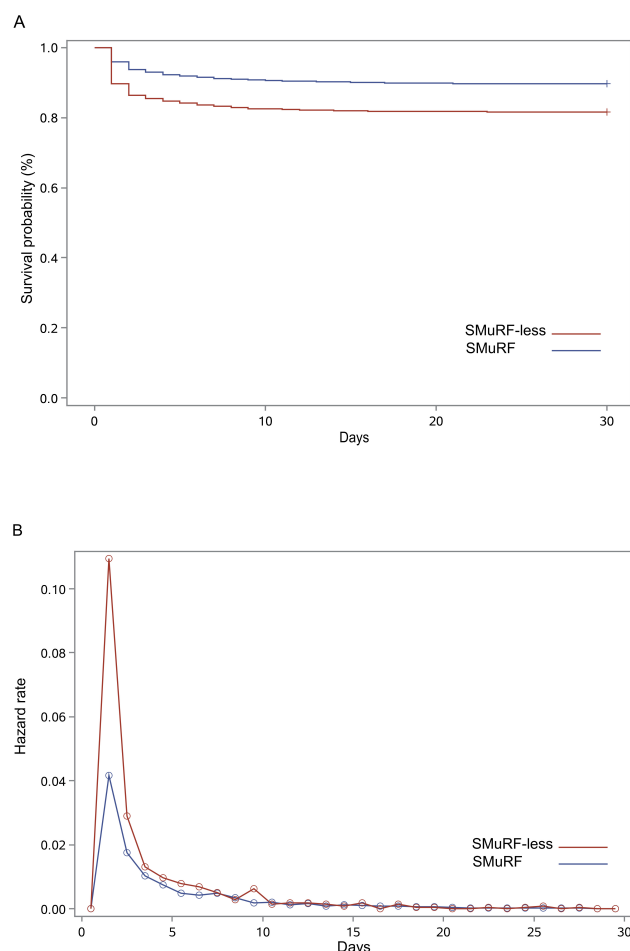 A
1.0
0.8
0.6
0.4
0.2
0.0
Survival probability (%)
SMuRF-less
SMuRF
0 10 20 30
Days
B
0.10
0.08
0.06
0.04
0.02
0.00
Hazard rate
SMuRF-less
SMuRF
0 5 10 15 20 25 30
Days